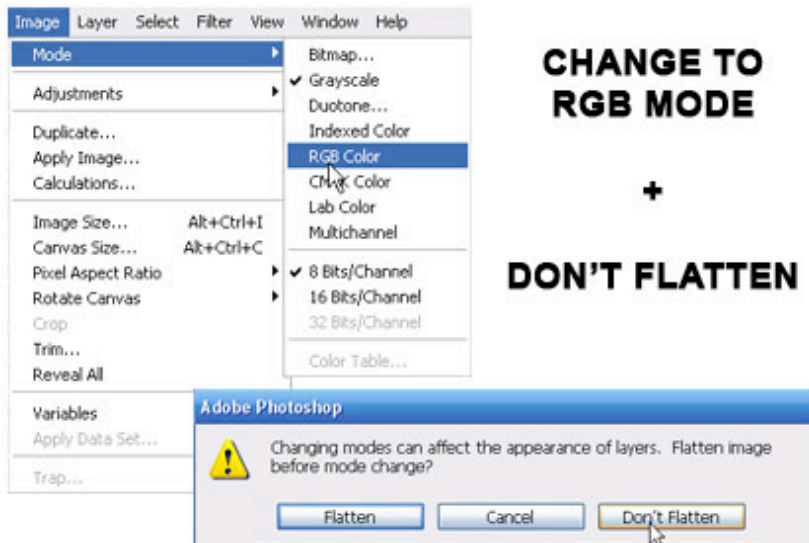 Image Layer Select Filter View Window Help
Mode
Adjustments
Duplicate...
Apply Image...
Calculations...
Image Size... Alt+Ctrl+I
Canvas Size... Alt+Ctrl+C
Pixel Aspect Ratio
Rotate Canvas
Crop
Trim...
Reveal All
Variables
Apply Data Set...
Trap...
Bitmap...
Grayscale
Duotone...
Indexed Color
RGB Color
CMYK Color
Lab Color
Multichannel
8 Bits/Channel
16 Bits/Channel
32 Bits/Channel
Color Table...
CHANGE TO
RGB MODE
+
DON'T FLATTEN
Adobe Photoshop
Changing modes can affect the appearance of layers. Flatten image
before mode change?
Flatten Cancel Don't Flatten